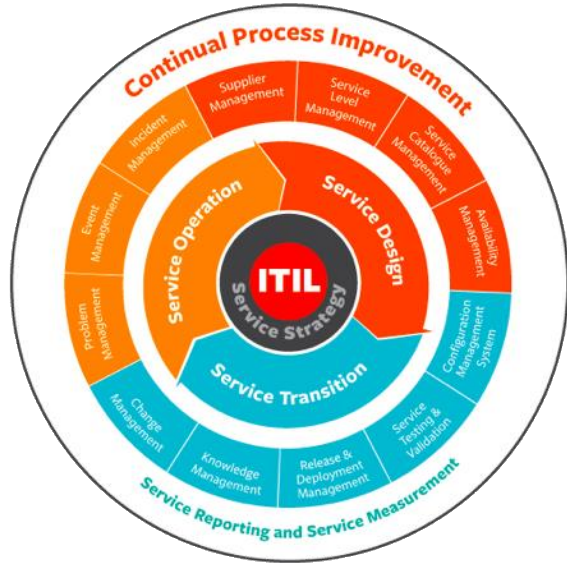 Continual Process Improvement
Supplier
Management
Service
Level
Management
Service
Catalogue
Management
Availability
Management
Configuration
Management
System
Service
Testing &
Validation
Release &
Deployment
Management
Knowledge
Management
Change
Management
Problem
Management
Event
Management
Incident
Management
Service Operation
Service Design
Service Transition
ITIL
Service Strategy
Service Reporting and Service Measurement